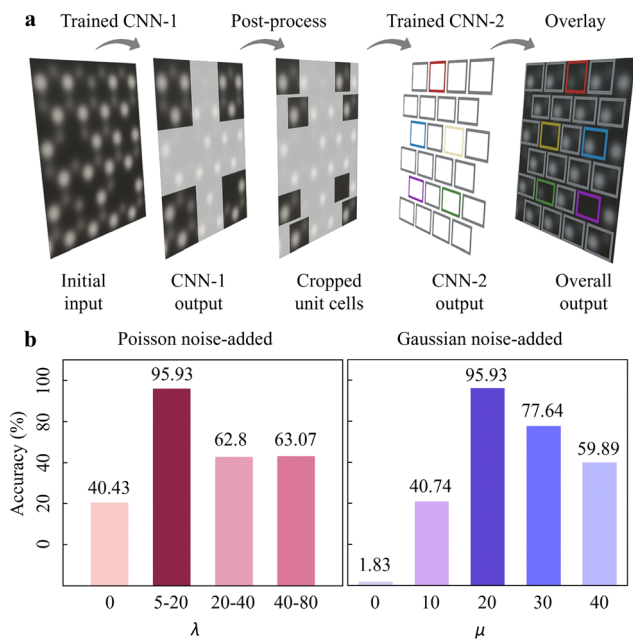 a
Trained CNN-1 Post-process Trained CNN-2 Overlay
Initial input
CNN-1 output
Cropped unit cells
CNN-2 output
Overall output
b
Poisson noise-added
Gaussian noise-added
Accuracy (%)
100
80
60
40
20
0
40.43
95.93
62.8
63.07
0 5-20 20-40 40-80
λ
1.83
40.74
95.93
77.64
59.89
0 10 20 30 40
μ